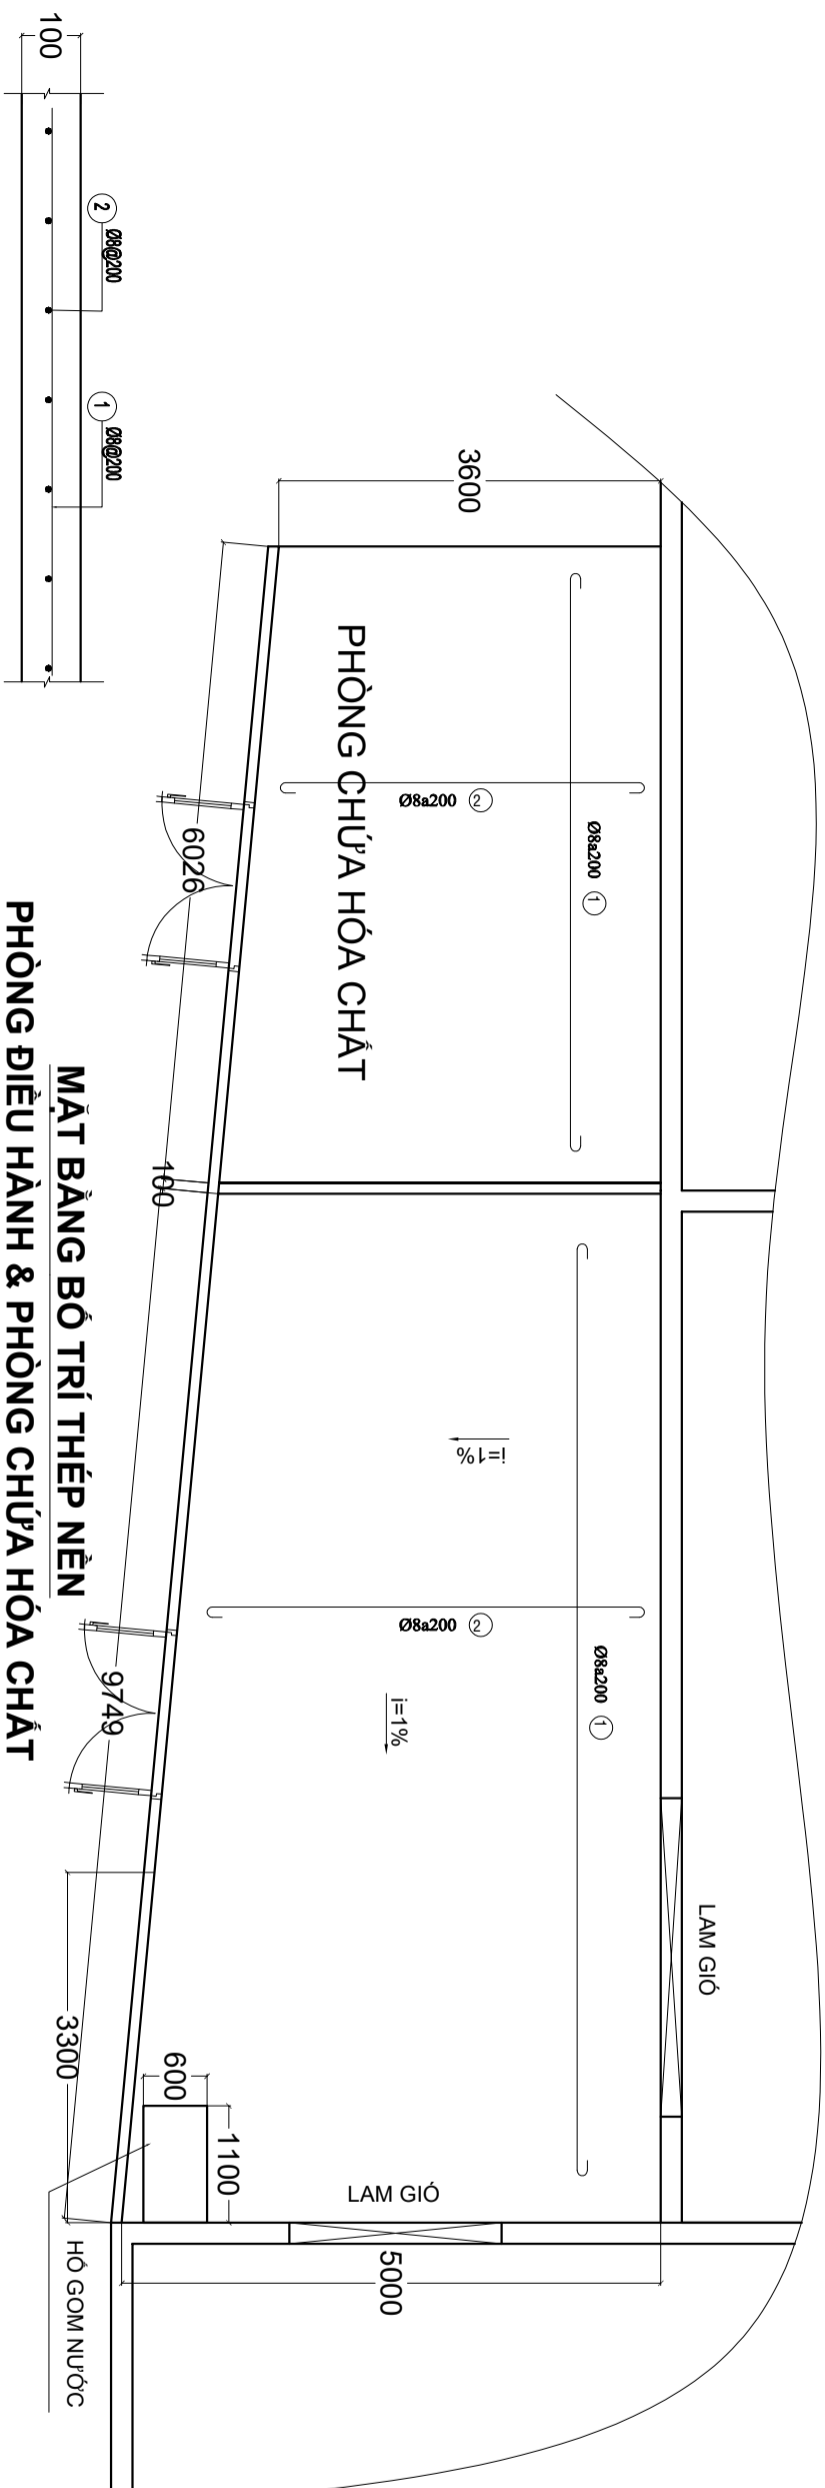 LAM GIÓ
3600
Ø8a200 1
Ø8a200 1
Ø8a200 2
Ø8a200 2
i=1%
i=1%
PHÒNG CHỨA HÓA CHẤT
LAM GIÓ
5000
1100
600
6026
100
9749
3300
HỐ GOM NƯỚC
100
2 Ø8@200
1 Ø8@200
MẶT BẰNG BỐ TRÍ THÉP NỀN
PHÒNG ĐIỀU HÀNH & PHÒNG CHỨA HÓA CHẤT